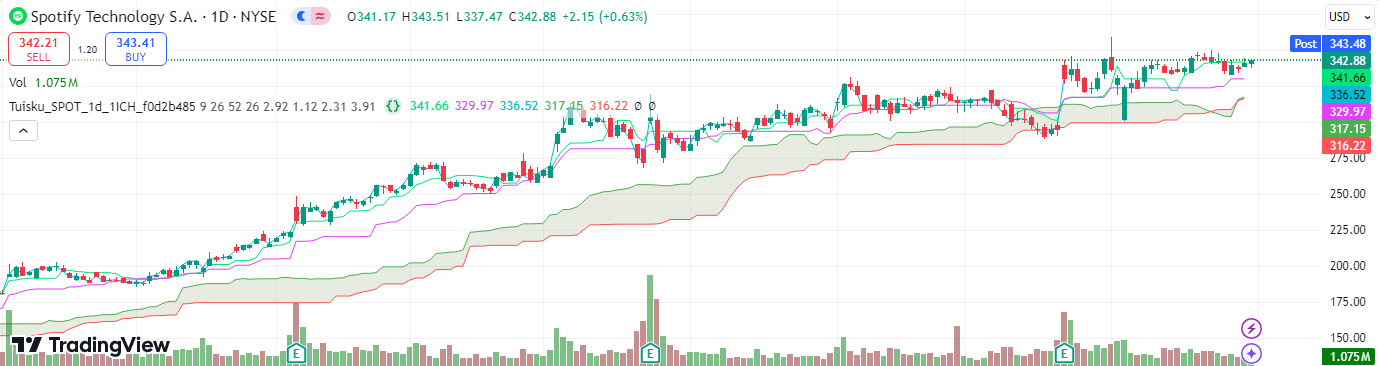 Spotify Technology S.A. · 1D · NYSE O341.17 H343.51 L337.47 C342.88 +2.15 (+0.63%) USD
342.21 SELL 1.20 343.41 BUY
Post 343.48
342.88
Vol 1.075M
341.66
336.52
Tuisku_SPOT_1d_1ICH_f0d2b485 9 26 52 26 2.92 1.12 2.31 3.91 {} 341.66 329.97 336.52 317.15 316.22 ∅ ∅
329.97
317.15
316.22
275.00
250.00
225.00
200.00
175.00
150.00
TradingView
E E E
1.075M